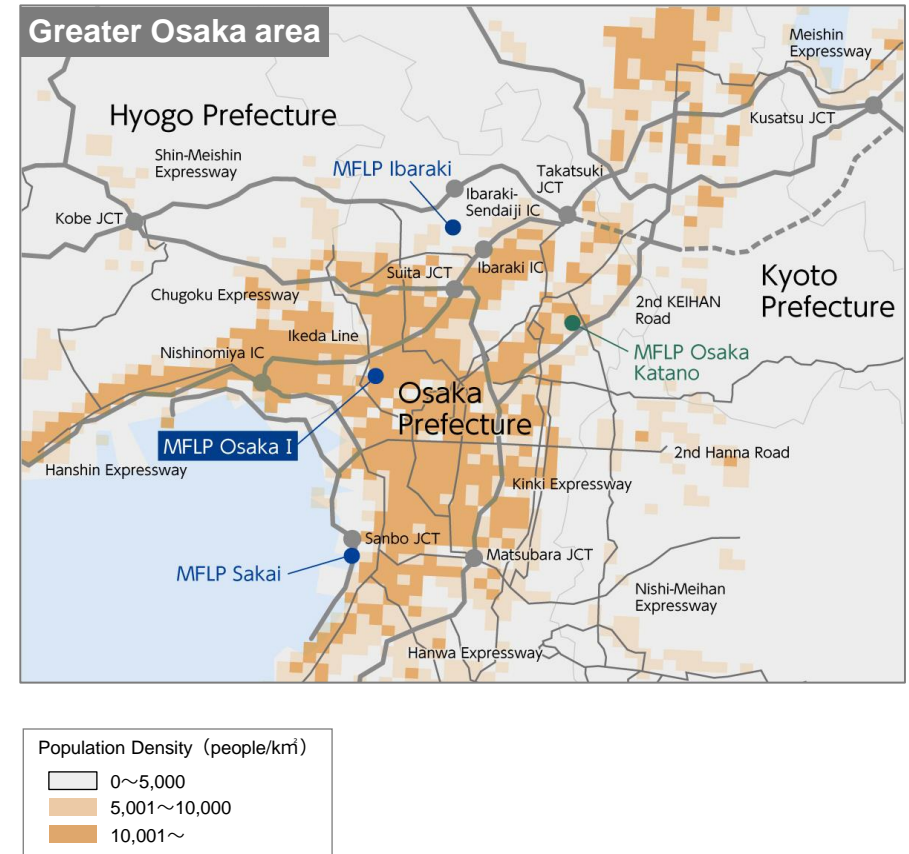 Greater Osaka area
Meishin
Expressway
Kusatsu JCT
Hyogo Prefecture
Shin-Meishin
Expressway
MFLP Ibaraki
Takatsuki
JCT
Ibaraki-
Sendaiji IC
Kobe JCT
Suita JCT
Ibaraki IC
Kyoto
Prefecture
Chugoku Expressway
2nd KEIHAN
Road
Ikeda Line
Nishinomiya IC
MFLP Osaka
Katano
Osaka
Prefecture
MFLP Osaka I
2nd Hanna Road
Hanshin Expressway
Kinki Expressway
Sanbo JCT
Matsubara JCT
MFLP Sakai
Nishi-Meihan
Expressway
Hanwa Expressway
Population Density（people/k㎡）
0～5,000
5,001～10,000
10,001～